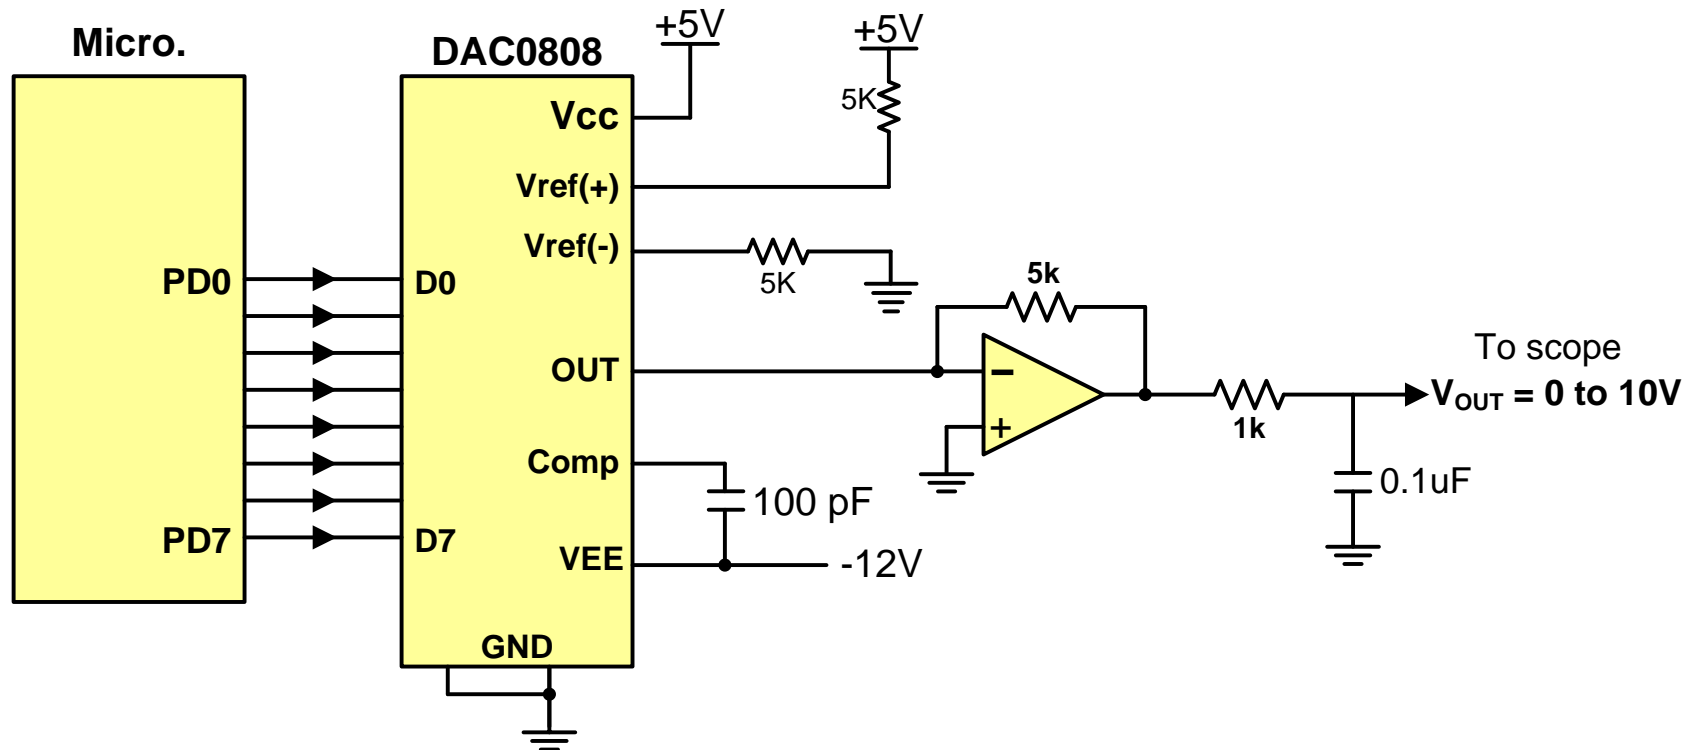 Micro.
DAC0808
+5V
+5V
Vcc
5K
Vref(+)
Vref(-)
5K
PD0
D0
5k
OUT
−
To scope
VOUT = 0 to 10V
+
1k
Comp
100 pF
0.1uF
PD7
D7
VEE
-12V
GND